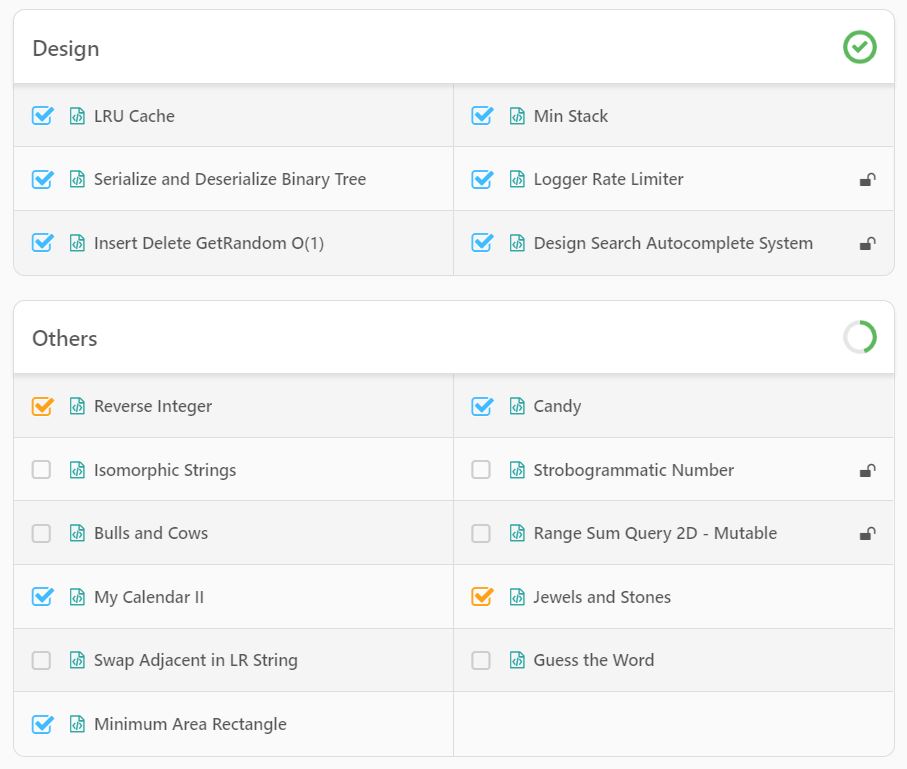 Design
LRU Cache
Min Stack
Serialize and Deserialize Binary Tree
Logger Rate Limiter
Insert Delete GetRandom O(1)
Design Search Autocomplete System
Others
Reverse Integer
Candy
Isomorphic Strings
Strobogrammatic Number
Bulls and Cows
Range Sum Query 2D - Mutable
My Calendar II
Jewels and Stones
Swap Adjacent in LR String
Guess the Word
Minimum Area Rectangle